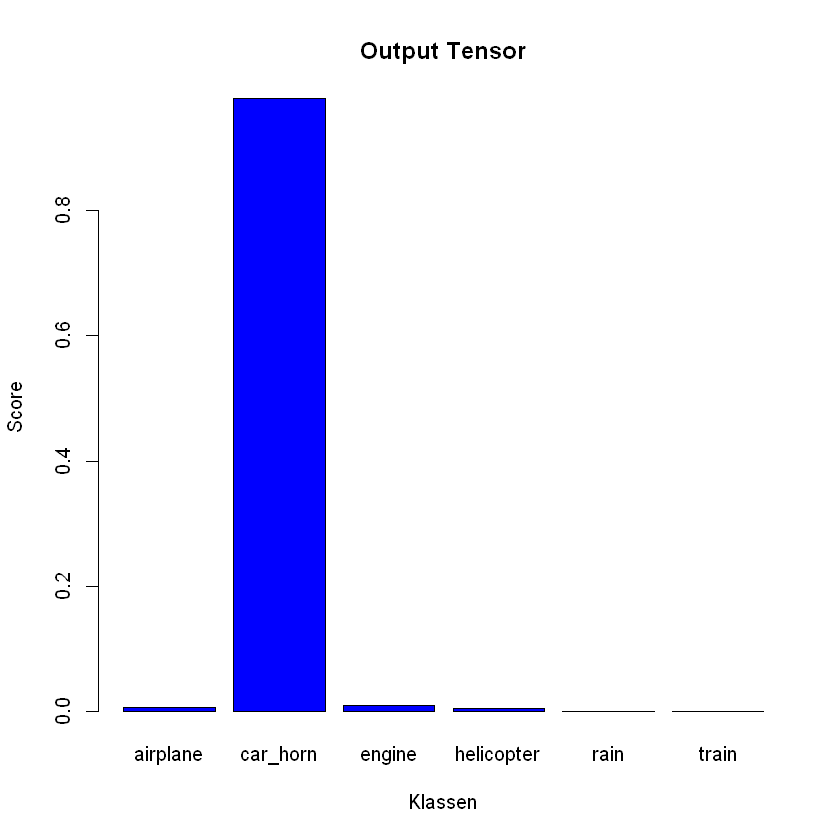 Output Tensor
Score
0.8
0.6
0.4
0.2
0.0
airplane car_horn engine helicopter rain train
Klassen